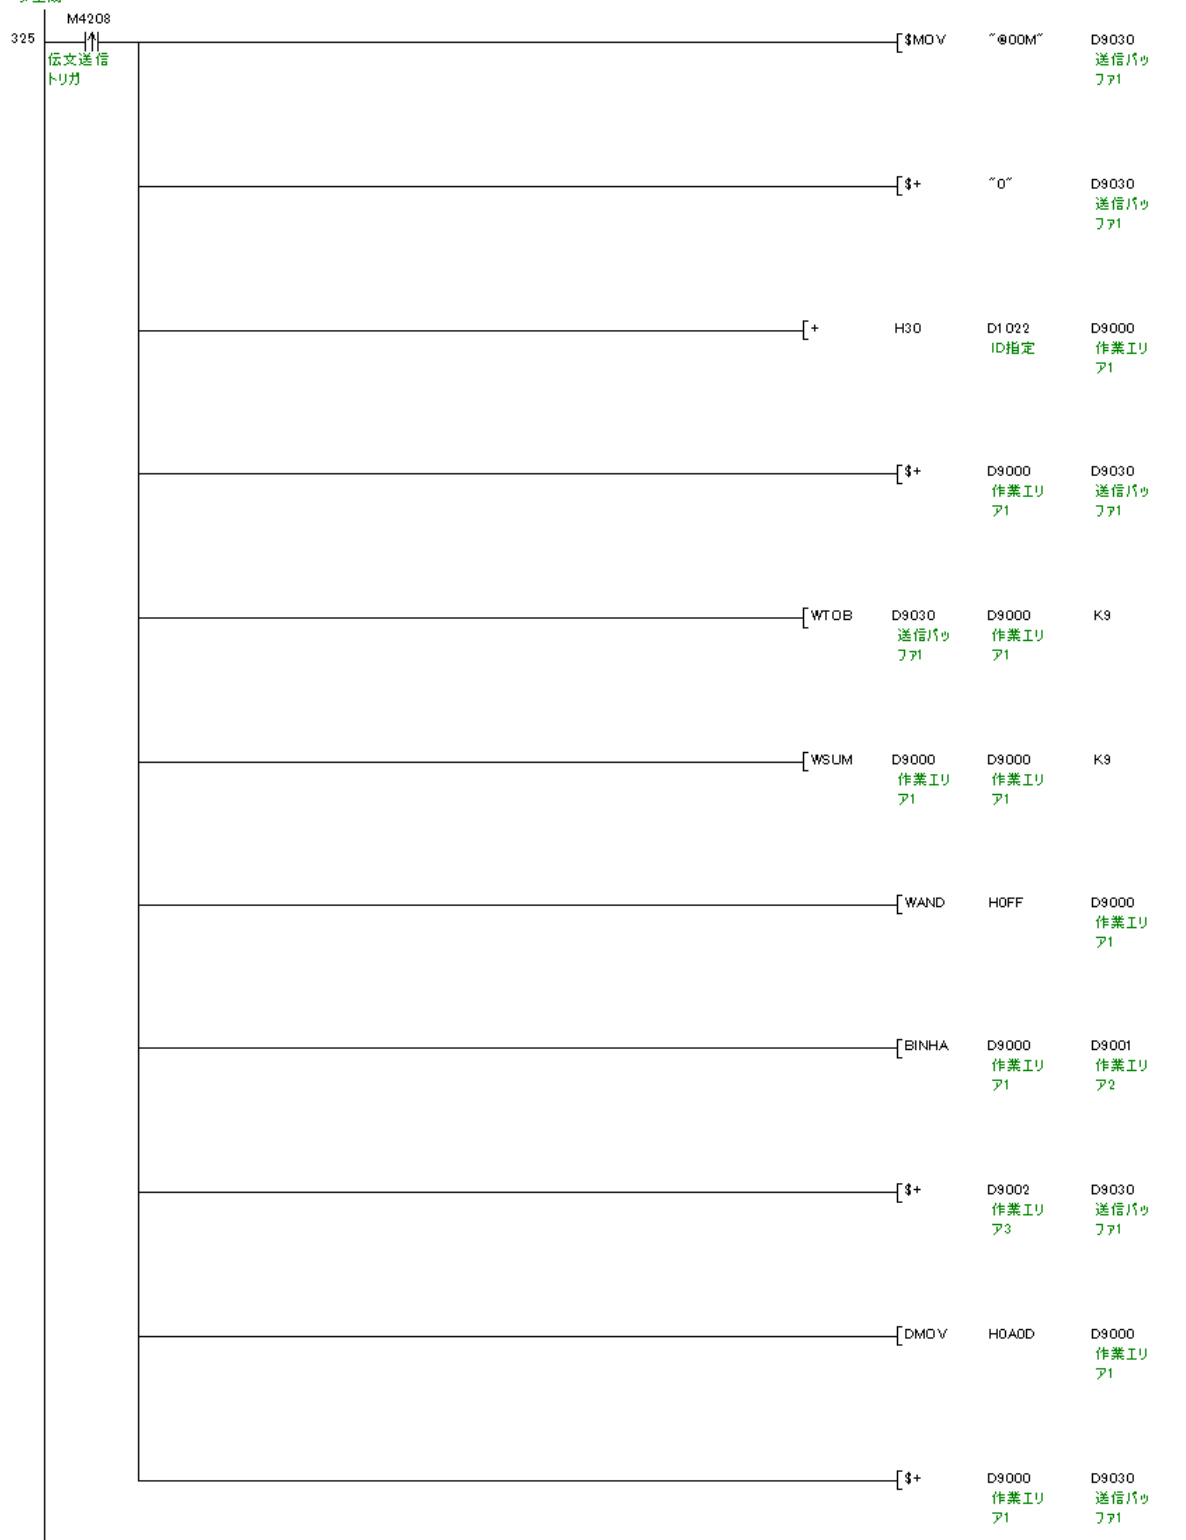 M4208
325
伝文送信
トリガ
[$MOV "@00M" D9030
送信バッ
ファ1
[$+ "0" D9030
送信バッ
ファ1
[+ H30 D1022 D9000
ID指定 作業エリ
ア1
[$+ D9000 D9030
作業エリ 送信バッ
ア1 ファ1
[WTOB D9030 D9000 K9
送信バッ 作業エリ
ファ1 ア1
[WSUM D9000 D9000 K9
作業エリ 作業エリ
ア1 ア1
[WAND H0FF D9000
作業エリ
ア1
[BINHA D9000 D9001
作業エリ 作業エリ
ア1 ア2
[$+ D9002 D9030
作業エリ 送信バッ
ア3 ファ1
[DMOV H0A0D D9000
作業エリ
ア1
[$+ D9000 D9030
作業エリ 送信バッ
ア1 ファ1